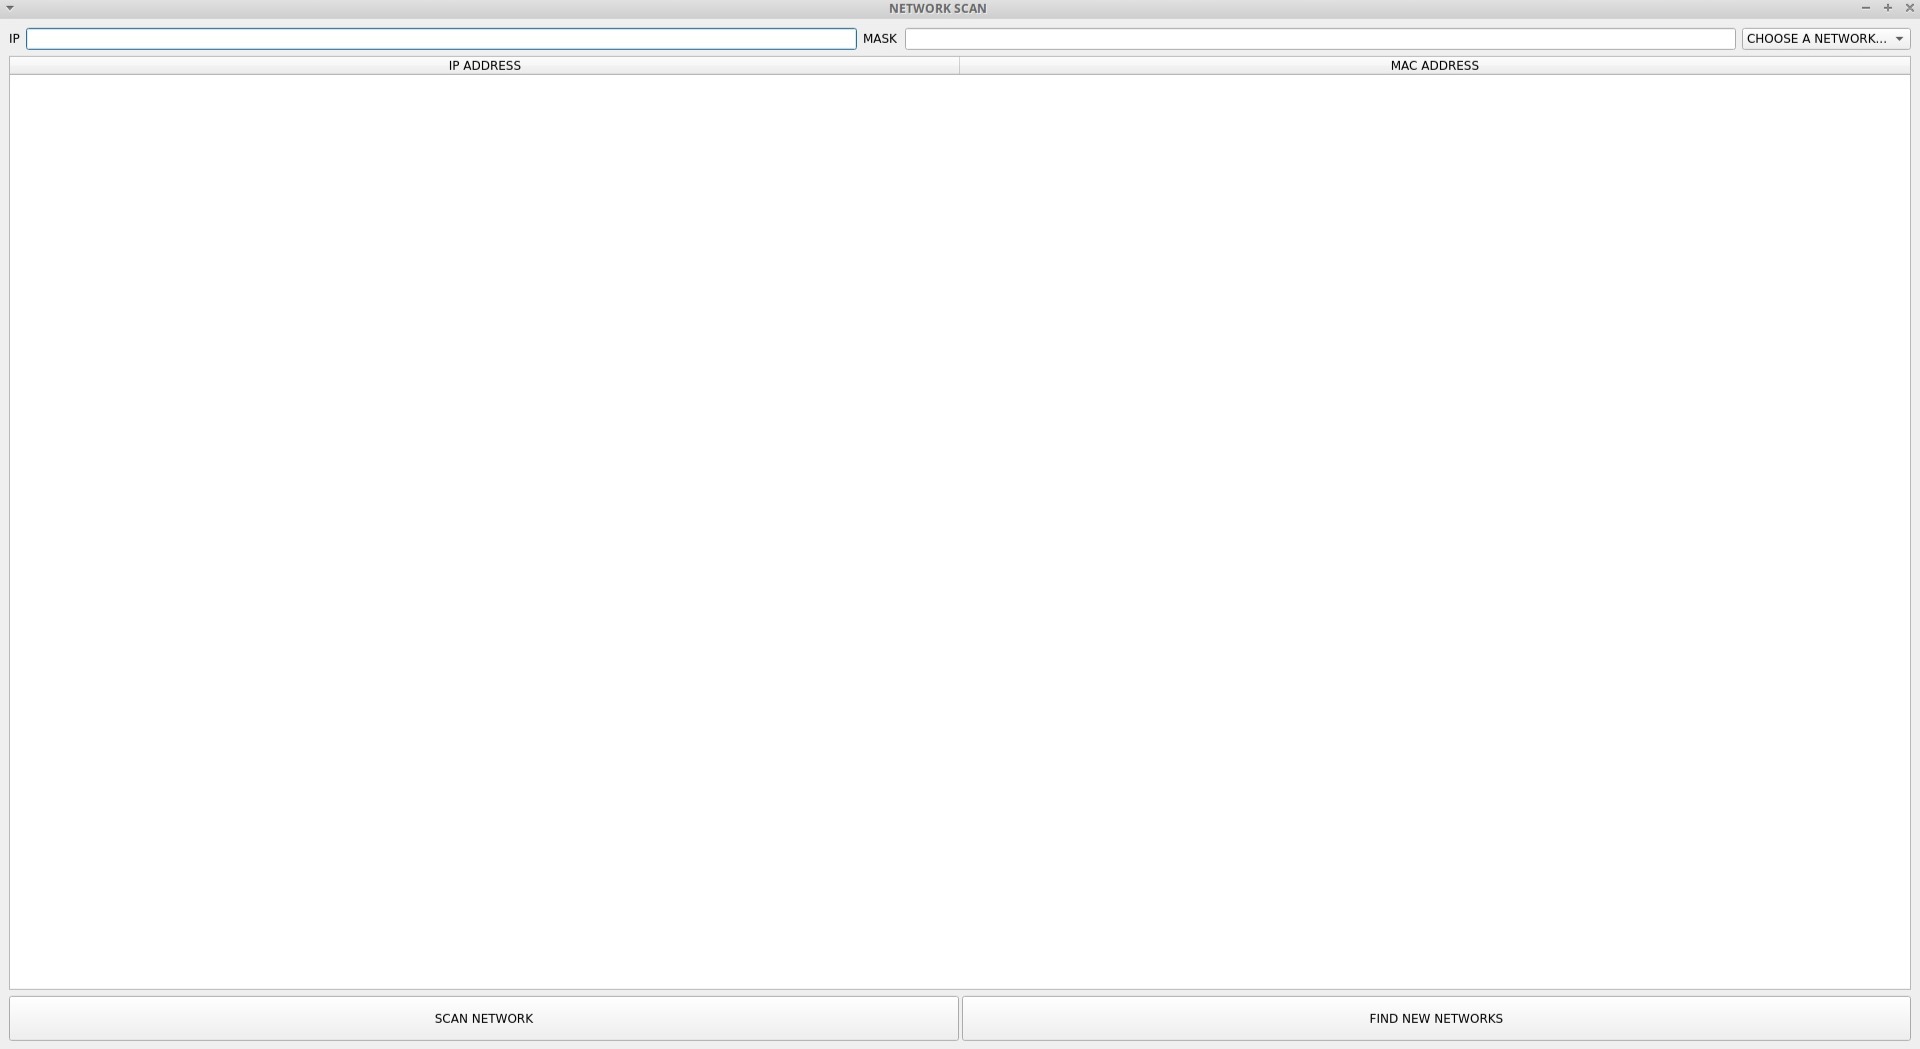 NETWORK SCAN
IP MASK CHOOSE A NETWORK...
IP ADDRESS MAC ADDRESS
SCAN NETWORK FIND NEW NETWORKS